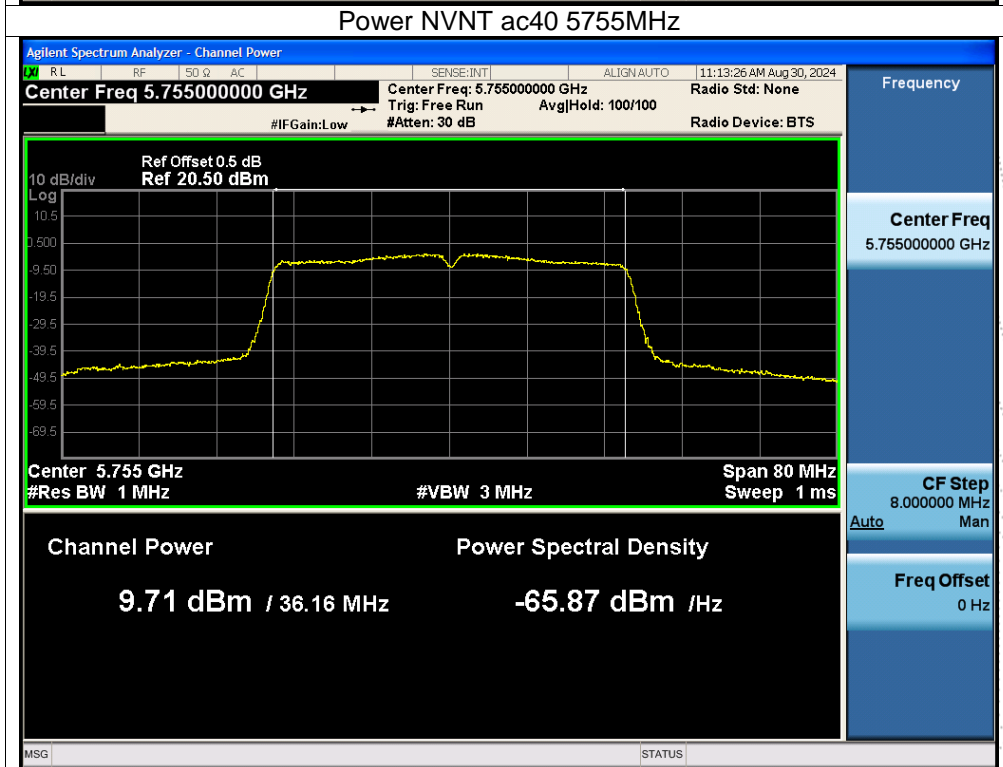 Power NVNT ac40 5755MHz
Agilent Spectrum Analyzer - Channel Power
LXI RL RF 50 Ω AC SENSE:INT ALIGN AUTO 11:13:26 AM Aug 30, 2024
Center Freq 5.755000000 GHz
Center Freq: 5.755000000 GHz
Radio Std: None
Trig: Free Run Avg|Hold: 100/100
#IFGain:Low
#Atten: 30 dB
Radio Device: BTS
Ref Offset 0.5 dB
10 dB/div Ref 20.50 dBm
Log
10.5
0.500
-9.50
-19.5
-29.5
-39.5
-49.5
-59.5
-69.5
Center 5.755 GHz Span 80 MHz
#Res BW 1 MHz #VBW 3 MHz Sweep 1 ms
Channel Power Power Spectral Density
9.71 dBm / 36.16 MHz -65.87 dBm /Hz
Frequency
Center Freq
5.755000000 GHz
CF Step
8.000000 MHz
Auto Man
Freq Offset
0 Hz
MSG STATUS